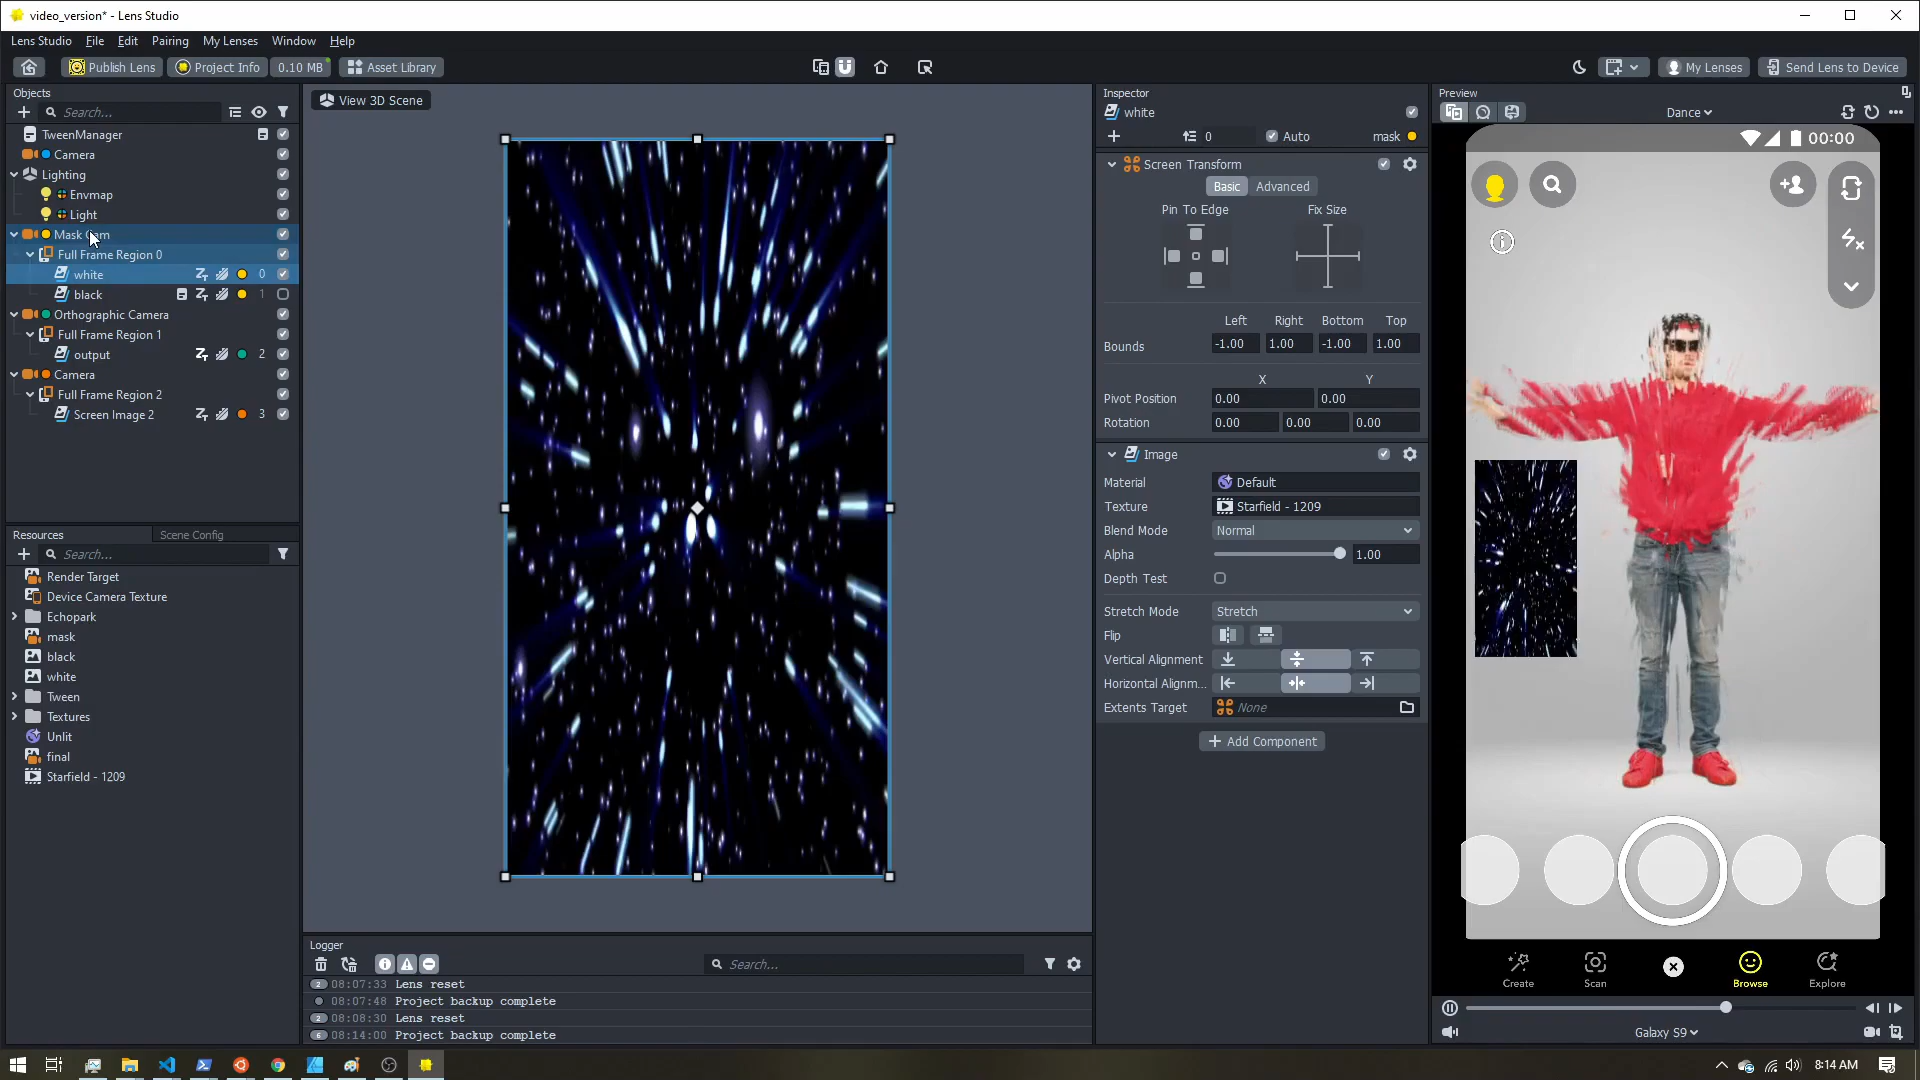 video_version* - Lens Studio
Lens Studio File Edit Pairing My Lenses Window Help
Publish Lens Project Info 0.10 MB Asset Library My Lenses Send Lens to Device
Objects
Search...
TweenManager
Camera
Lighting
Envmap
Light
Mask Cam
Full Frame Region 0
white 0
black 1
Orthographic Camera
Full Frame Region 1
output 2
Camera
Full Frame Region 2
Screen Image 2 3
Resources Scene Config
Search...
Render Target
Device Camera Texture
Echopark
mask
black
white
Tween
Textures
Unlit
final
Starfield - 1209
View 3D Scene
Logger
Search...
2 08:07:33 Lens reset
08:07:48 Project backup complete
2 08:08:30 Lens reset
6 08:14:00 Project backup complete
Inspector
white
0 Auto mask
Screen Transform
Basic Advanced
Pin To Edge Fix Size
Left Right Bottom Top
Bounds -1.00 1.00 -1.00 1.00
X Y
Pivot Position 0.00 0.00
Rotation 0.00 0.00 0.00
Image
Material Default
Texture Starfield - 1209
Blend Mode Normal
Alpha 1.00
Depth Test
Stretch Mode Stretch
Flip
Vertical Alignment
Horizontal Alignm...
Extents Target None
Add Component
Preview
Dance
00:00
Create Scan Browse Explore
Galaxy S9
8:14 AM